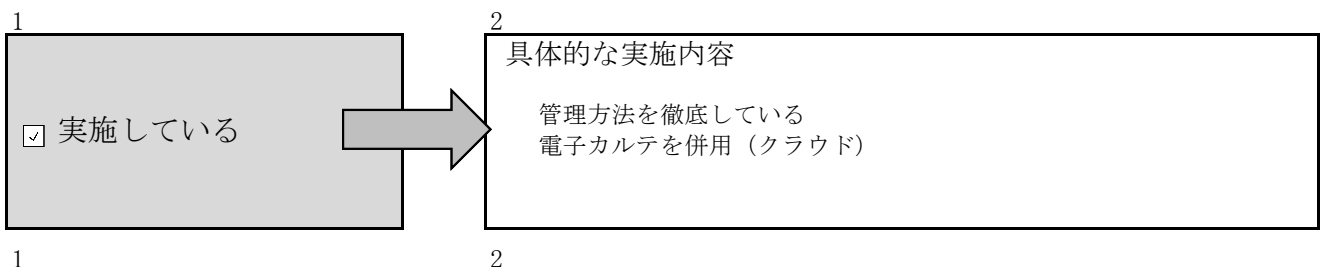 1
2
☑ 実施している
具体的な実施内容
管理方法を徹底している
電子カルテを併用（クラウド）
1
2